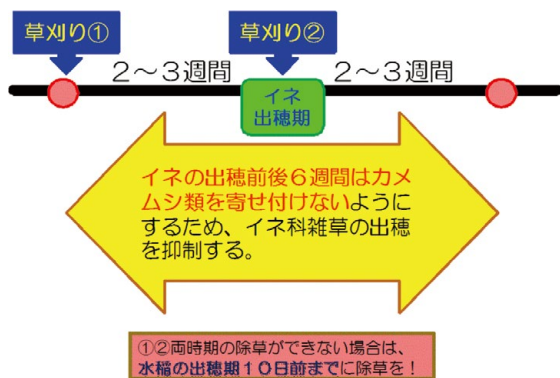 草刈り①
草刈り②
2～3週間
2～3週間
イネ
出穂期
イネの出穂前後6週間はカメ
ムシ類を寄せ付けないように
するため、イネ科雑草の出穂
を抑制する。
①②両時期の除草ができない場合は、
水稲の出穂期10日前までに除草を！